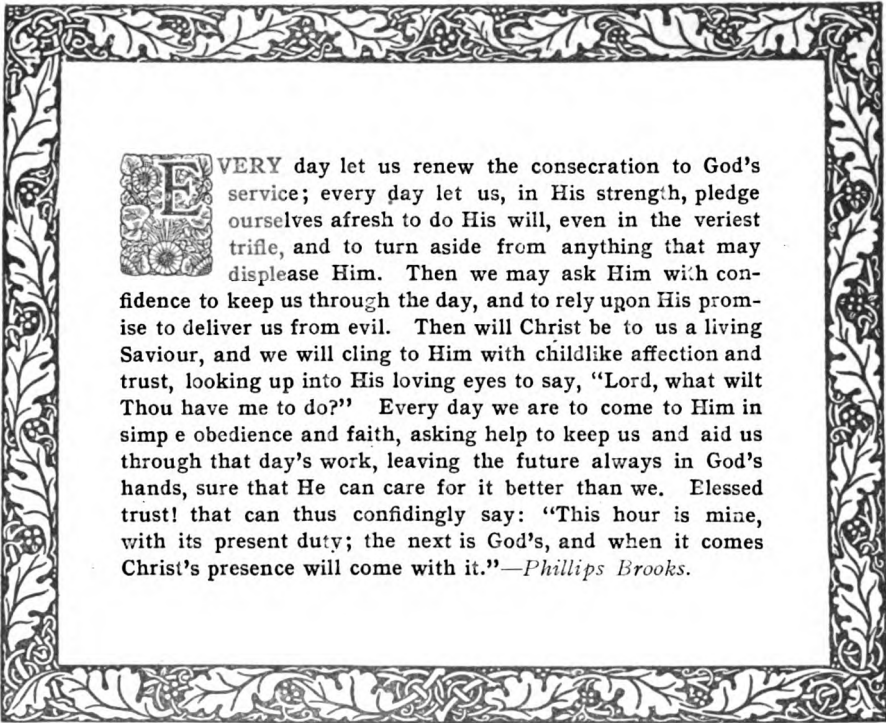 EVERY day let us renew the consecration to God's
service; every day let us, in His strength, pledge
ourselves afresh to do His will, even in the veriest
trifle, and to turn aside from anything that may
displease Him. Then we may ask Him with con-
fidence to keep us through the day, and to rely upon His prom-
ise to deliver us from evil. Then will Christ be to us a living
Saviour, and we will cling to Him with childlike affection and
trust, looking up into His loving eyes to say, "Lord, what wilt
Thou have me to do?" Every day we are to come to Him in
simp e obedience and faith, asking help to keep us and aid us
through that day's work, leaving the future always in God's
hands, sure that He can care for it better than we. Elessed
trust! that can thus confidingly say: "This hour is mine,
with its present duty; the next is God's, and when it comes
Christ's presence will come with it."—Phillips Brooks.